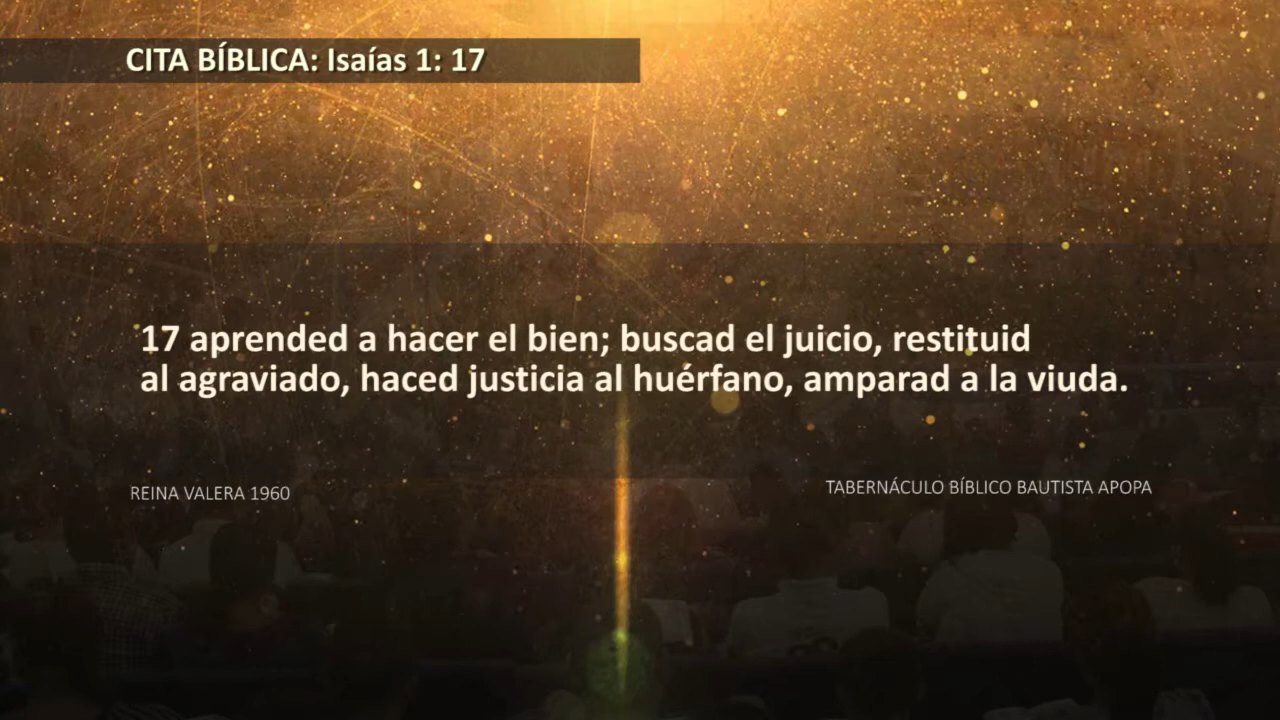 CITA BÍBLICA: Isaías 1: 17
17 aprended a hacer el bien; buscad el juicio, restituid
al agraviado, haced justicia al huérfano, amparad a la viuda.
REINA VALERA 1960
TABERNÁCULO BÍBLICO BAUTISTA APOPA